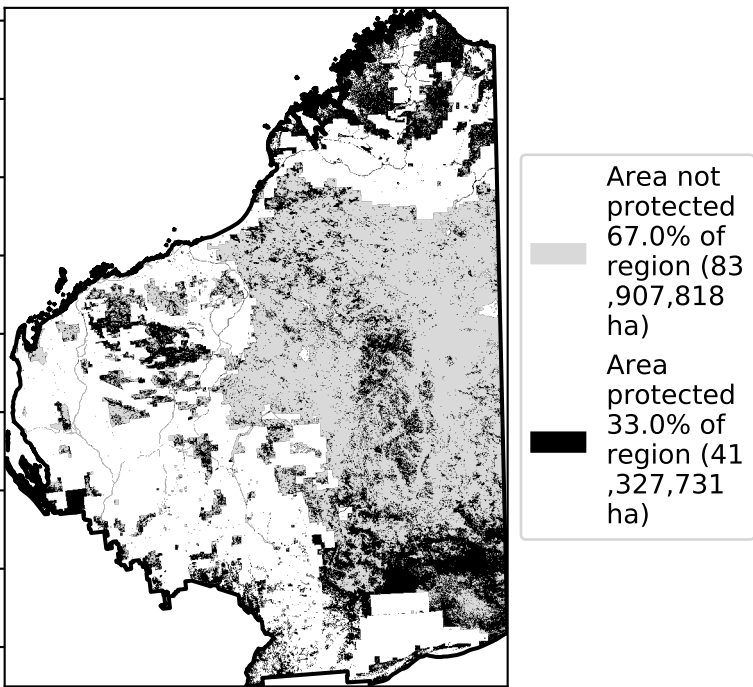 Area not
protected
67.0% of
region (83
,907,818
ha)
Area
protected
33.0% of
region (41
,327,731
ha)